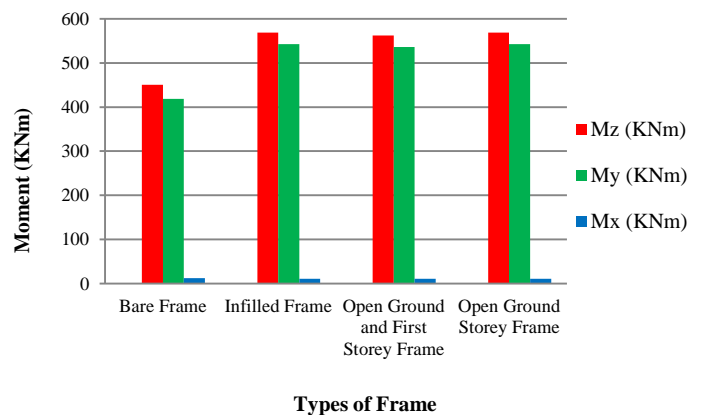 600
500
400
300
200
100
0
Moment (KNm)
Bare Frame
Infilled Frame
Open Ground
and First
Storey Frame
Open Ground
Storey Frame
Types of Frame
Mz (KNm)
My (KNm)
Mx (KNm)